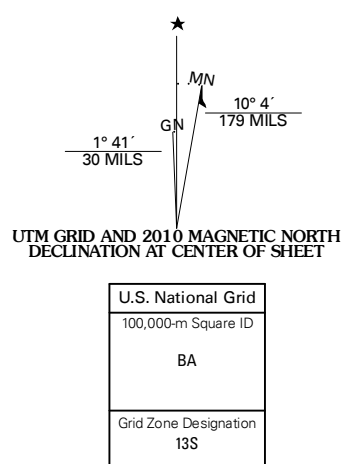 ★
MN
GN
10° 4´
179 MILS
1° 41´
30 MILS
UTM GRID AND 2010 MAGNETIC NORTH
DECLINATION AT CENTER OF SHEET
U.S. National Grid
100,000-m Square ID
BA
Grid Zone Designation
13S